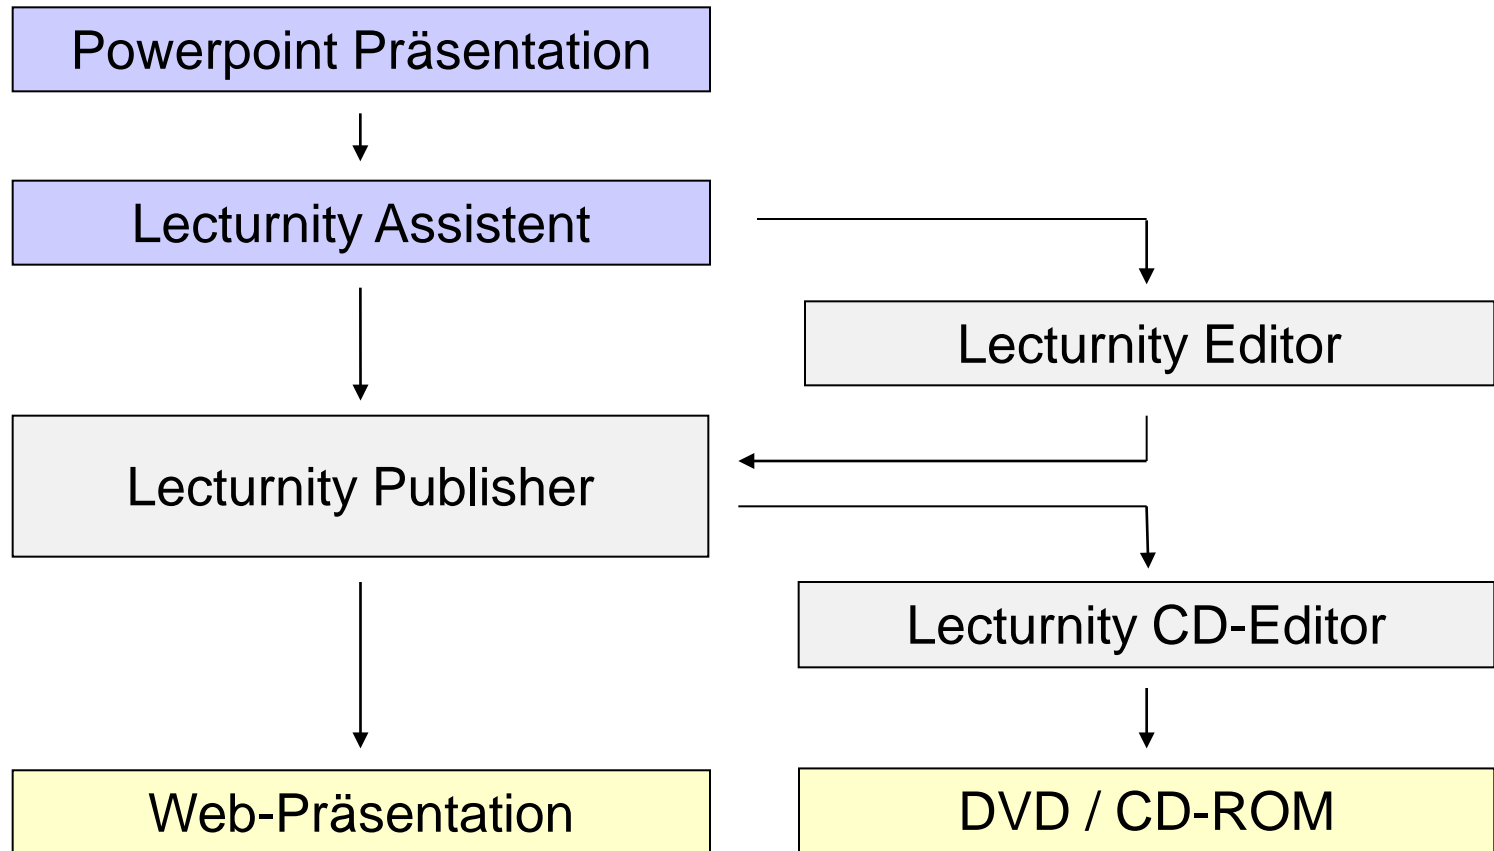 Powerpoint Präsentation
Lecturnity Assistent
Lecturnity Editor
Lecturnity Publisher
Lecturnity CD-Editor
Web-Präsentation
DVD / CD-ROM